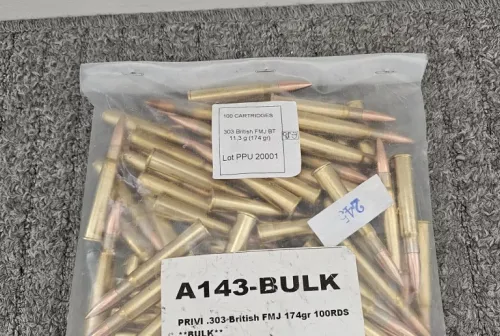 100 CARTRIDGES
303 British FMJ BT
11,3 g (174 gr)
Lot PPU 20001
A143-BULK
PRIVI .303 British FMJ 174gr 100RDS
**BULK**